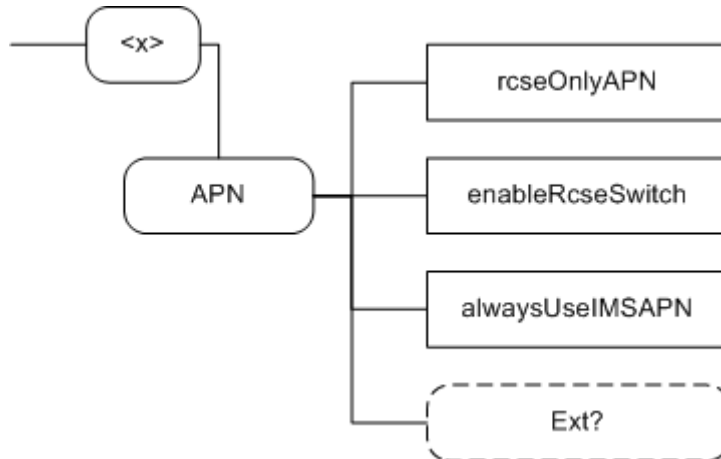 <x>
rcseOnlyAPN
APN
enableRcseSwitch
alwaysUseIMSAPN
Ext?